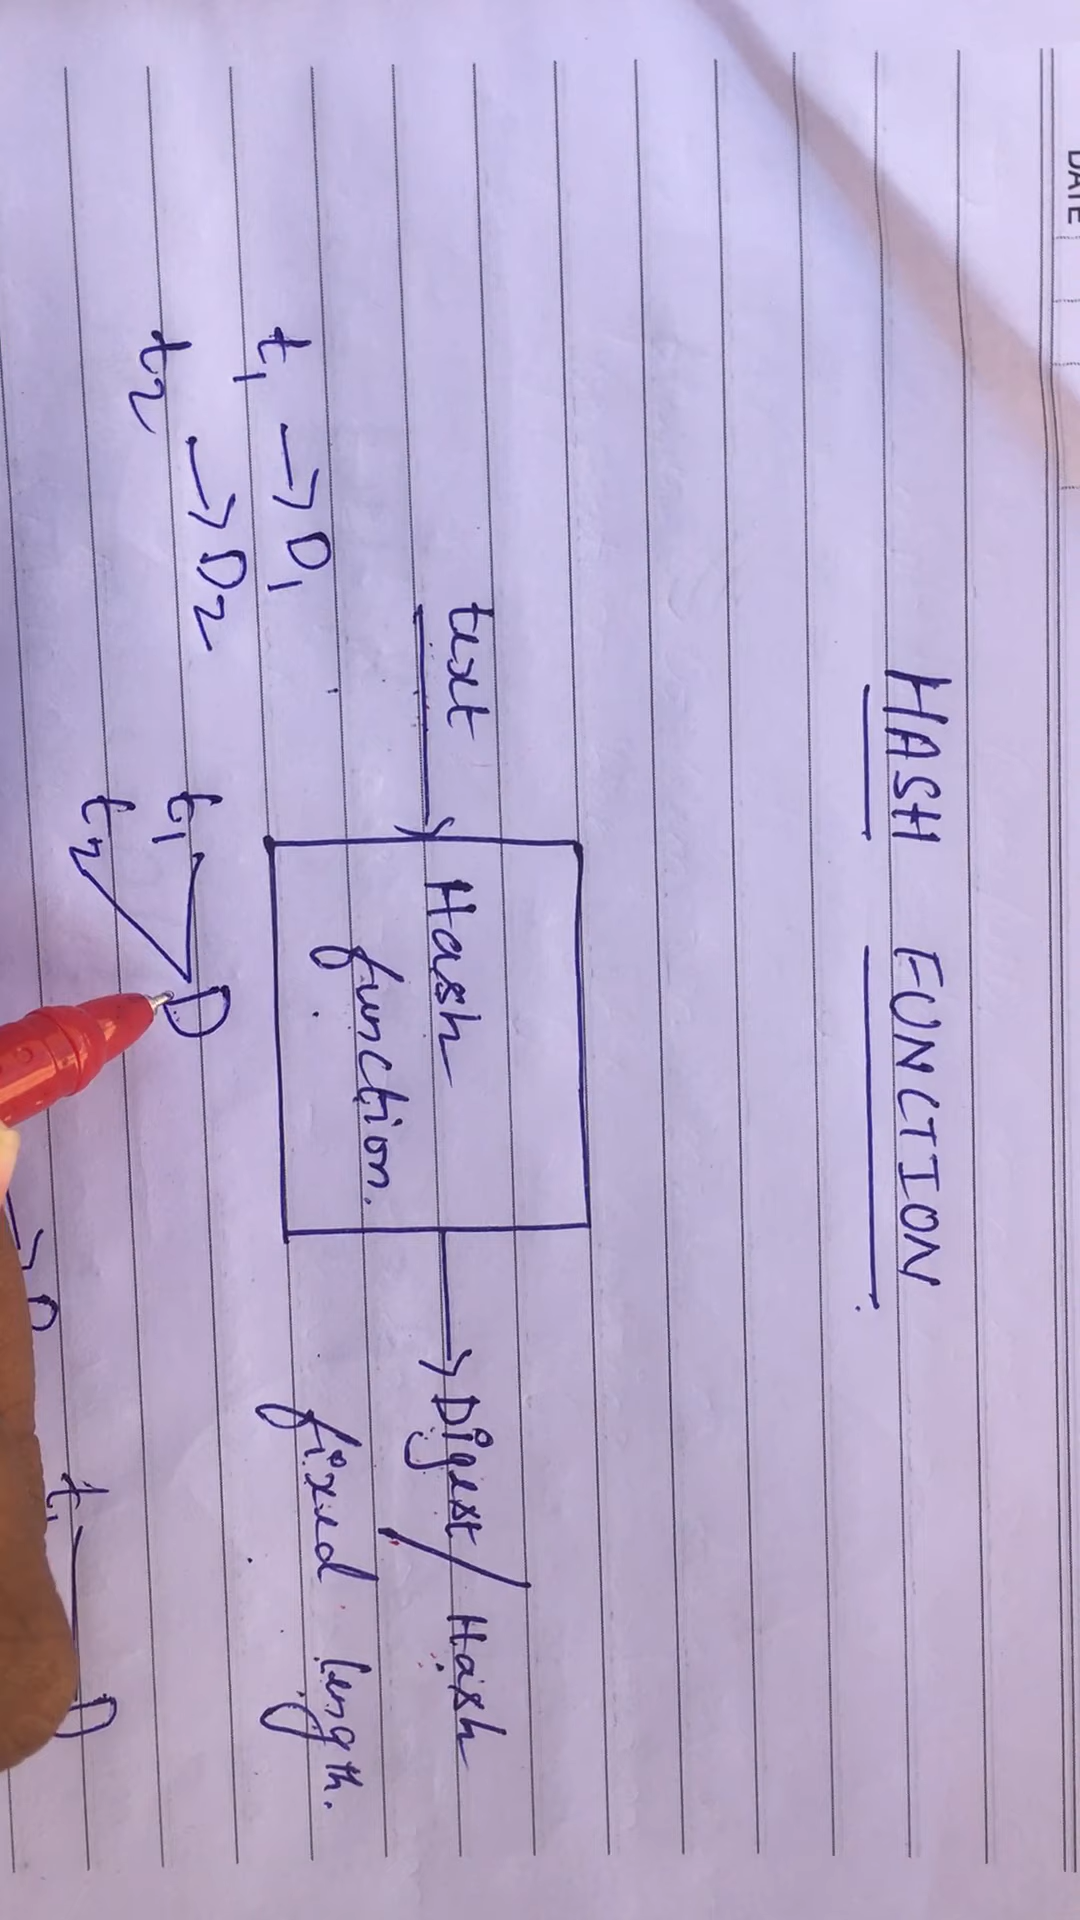 DATE
HASH FUNCTION
text
Hash
function.
Digest/Hash
fixed length.
t1 → D1
t2 → D2
t1
t2
D
t1
D